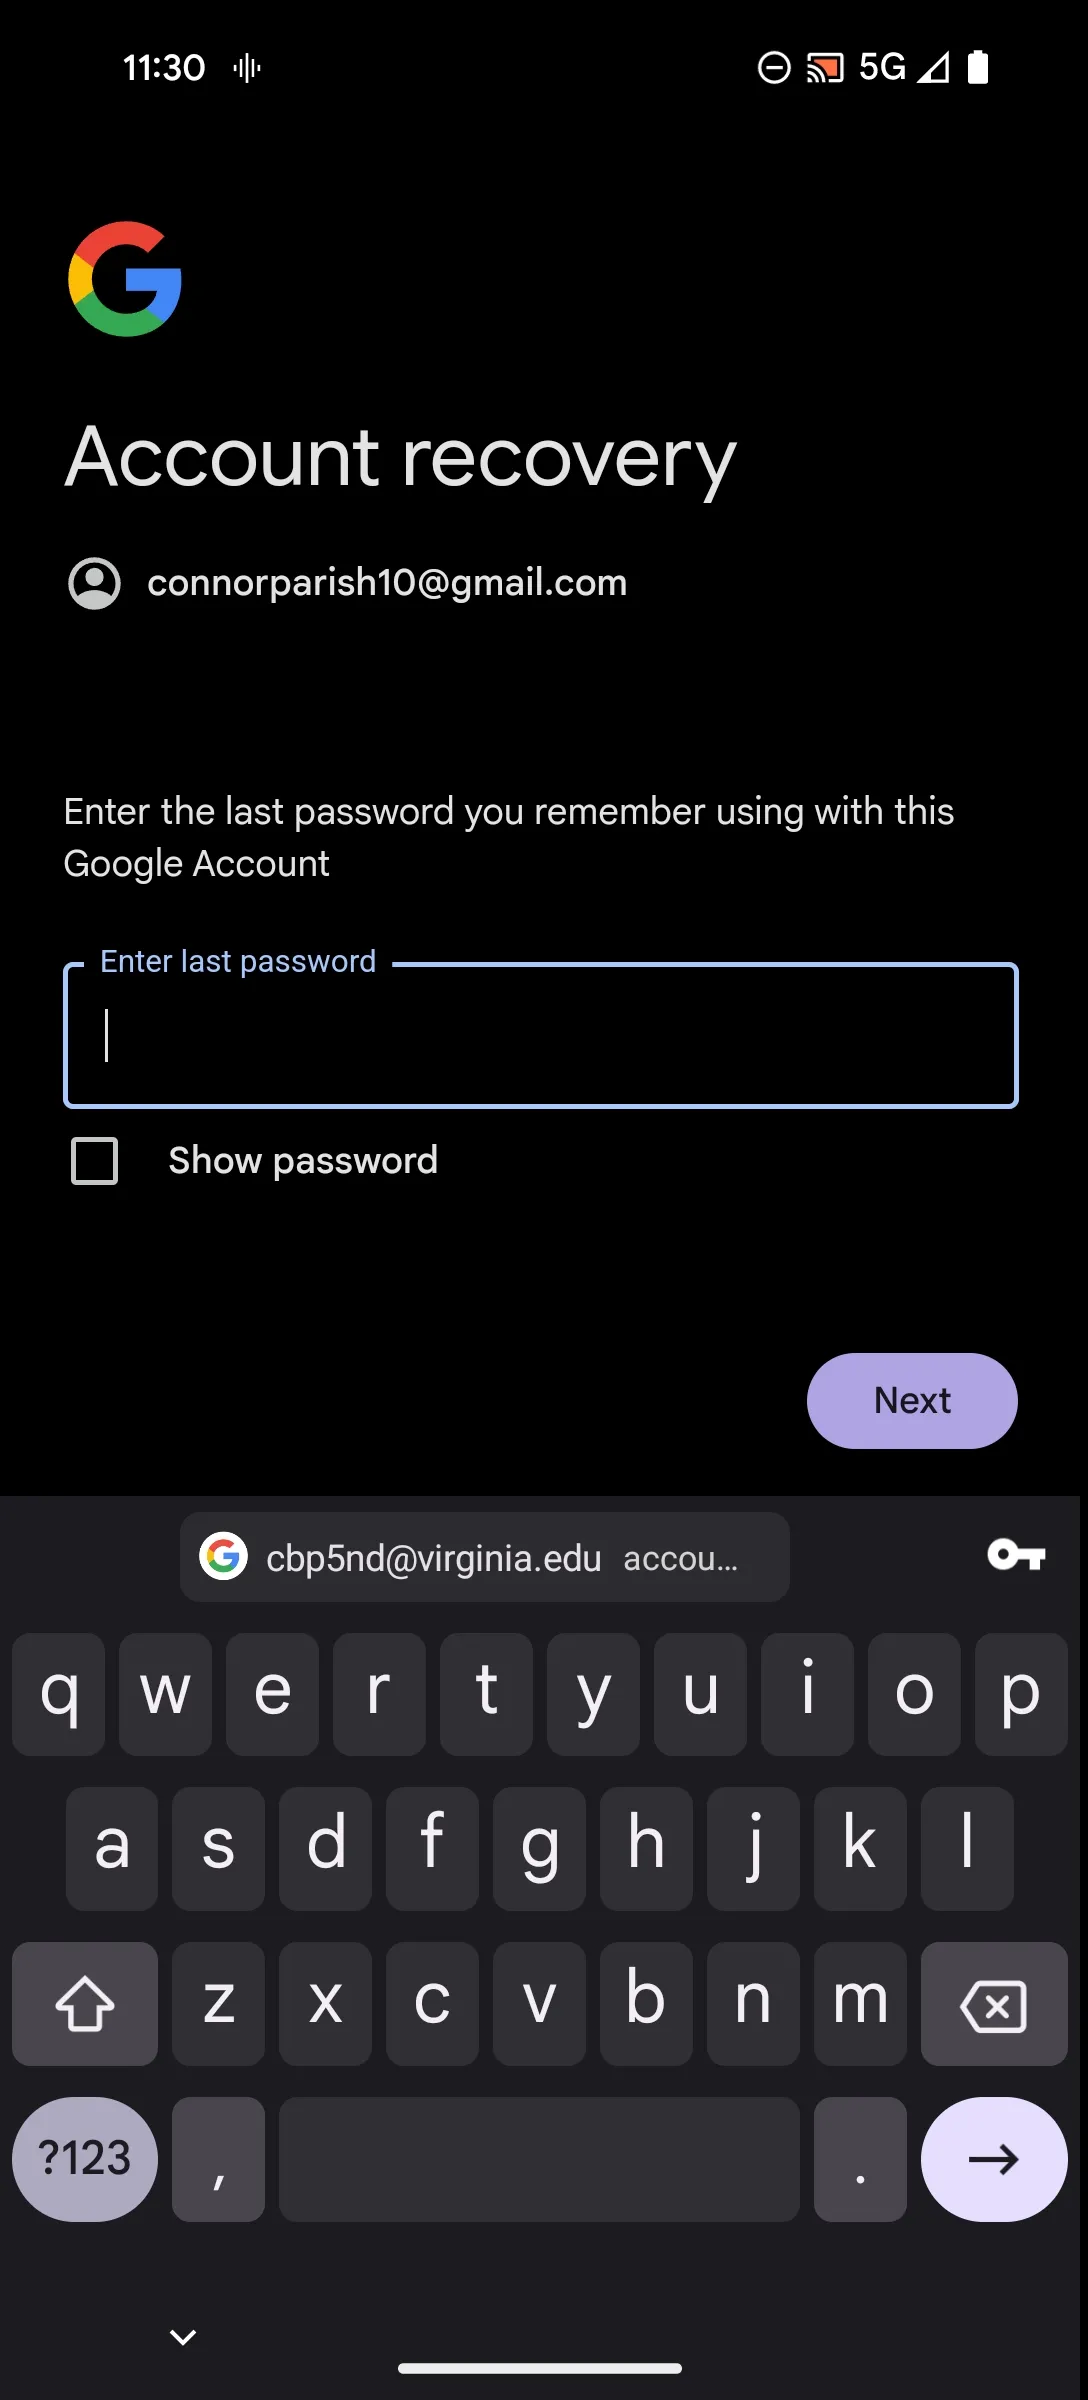 11:30 5G
Account recovery
connorparish10@gmail.com
Enter the last password you remember using with this
Google Account
Enter last password
Show password
Next
cbp5nd@virginia.edu accou...
q w e r t y u i o p
a s d f g h j k l
z x c v b n m
?123 , .